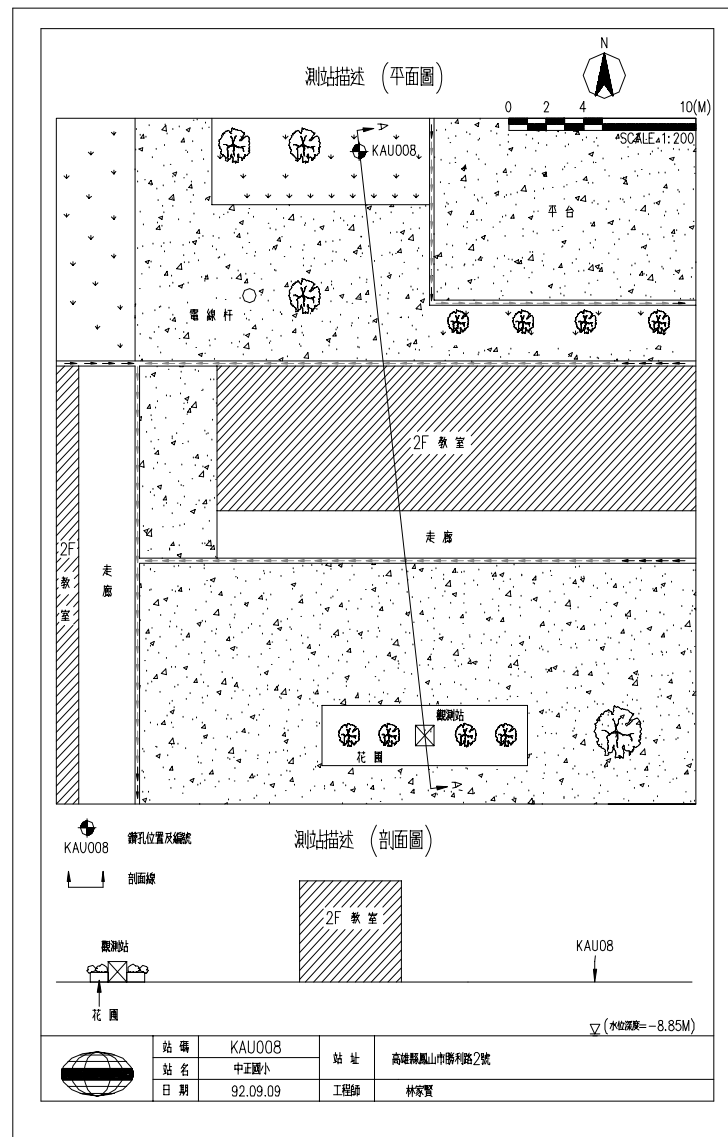 測站描述 (平面圖)
N
0 2 4 10(M)
SCALE 1:200
A
KAU008
平台
電線杆
2F 教室
走廊
2F
教
室
走
廊
觀測站
花圃
A
KAU008
鑽孔位置及編號
剖面線
測站描述 (剖面圖)
2F 教室
觀測站
KAU08
花圃
(水位深度=-8.85M)
站碼 KAU008
站名 中正國小
日期 92.09.09
站址 高雄縣鳳山市勝利路2號
工程師 林家賢